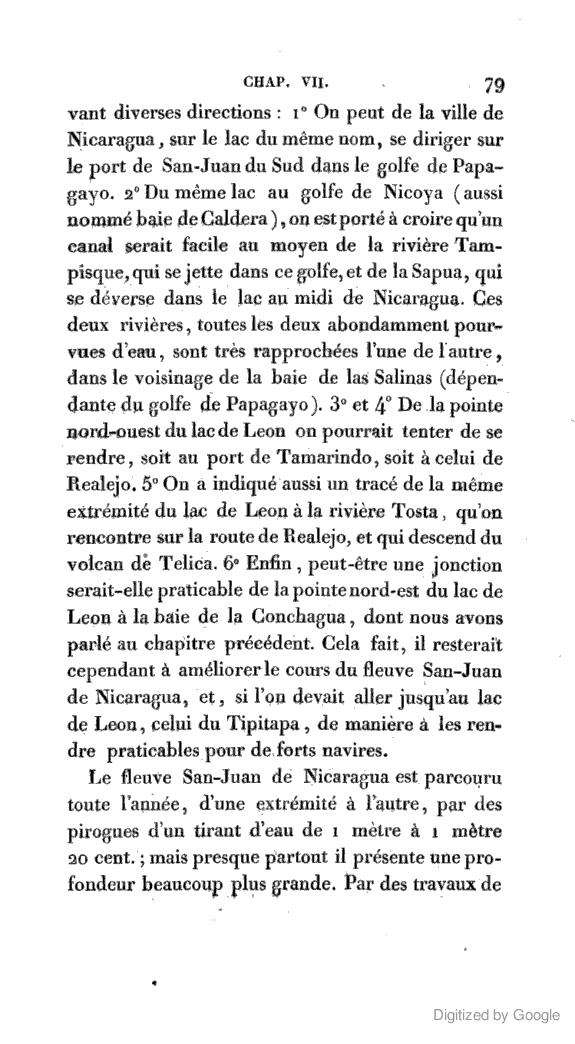 CHAP. VII. 79
vant diverses directions : 1° On peut de la ville de
Nicaragua, sur le lac du même nom, se diriger sur
le port de San-Juan du Sud dans le golfe de Papa-
gayo. 2° Du même lac au golfe de Nicoya (aussi
nommé baie de Caldera), on est porté à croire qu'un
canal serait facile au moyen de la rivière Tam-
pisque, qui se jette dans ce golfe, et de la Sapua, qui
se déverse dans le lac au midi de Nicaragua. Ces
deux rivières, toutes les deux abondamment pour-
vues d'eau, sont très rapprochées l'une de l'autre,
dans le voisinage de la baie de las Salinas (dépen-
dante du golfe de Papagayo). 3° et 4° De la pointe
nord-ouest du lac de Leon on pourrait tenter de se
rendre, soit au port de Tamarindo, soit à celui de
Realejo. 5° On a indiqué aussi un tracé de la même
extrémité du lac de Leon à la rivière Tosta, qu'on
rencontre sur la route de Realejo, et qui descend du
volcan de Telica. 6° Enfin, peut-être une jonction
serait-elle praticable de la pointe nord-est du lac de
Leon à la baie de la Conchagua, dont nous avons
parlé au chapitre précédent. Cela fait, il resterait
cependant à améliorer le cours du fleuve San-Juan
de Nicaragua, et, si l'on devait aller jusqu'au lac
de Leon, celui du Tipitapa, de manière à les ren-
dre praticables pour de forts navires.
Le fleuve San-Juan de Nicaragua est parcouru
toute l'année, d'une extrémité à l'autre, par des
pirogues d'un tirant d'eau de 1 mètre à 1 mètre
20 cent. ; mais presque partout il présente une pro-
fondeur beaucoup plus grande. Par des travaux de
Digitized by Google